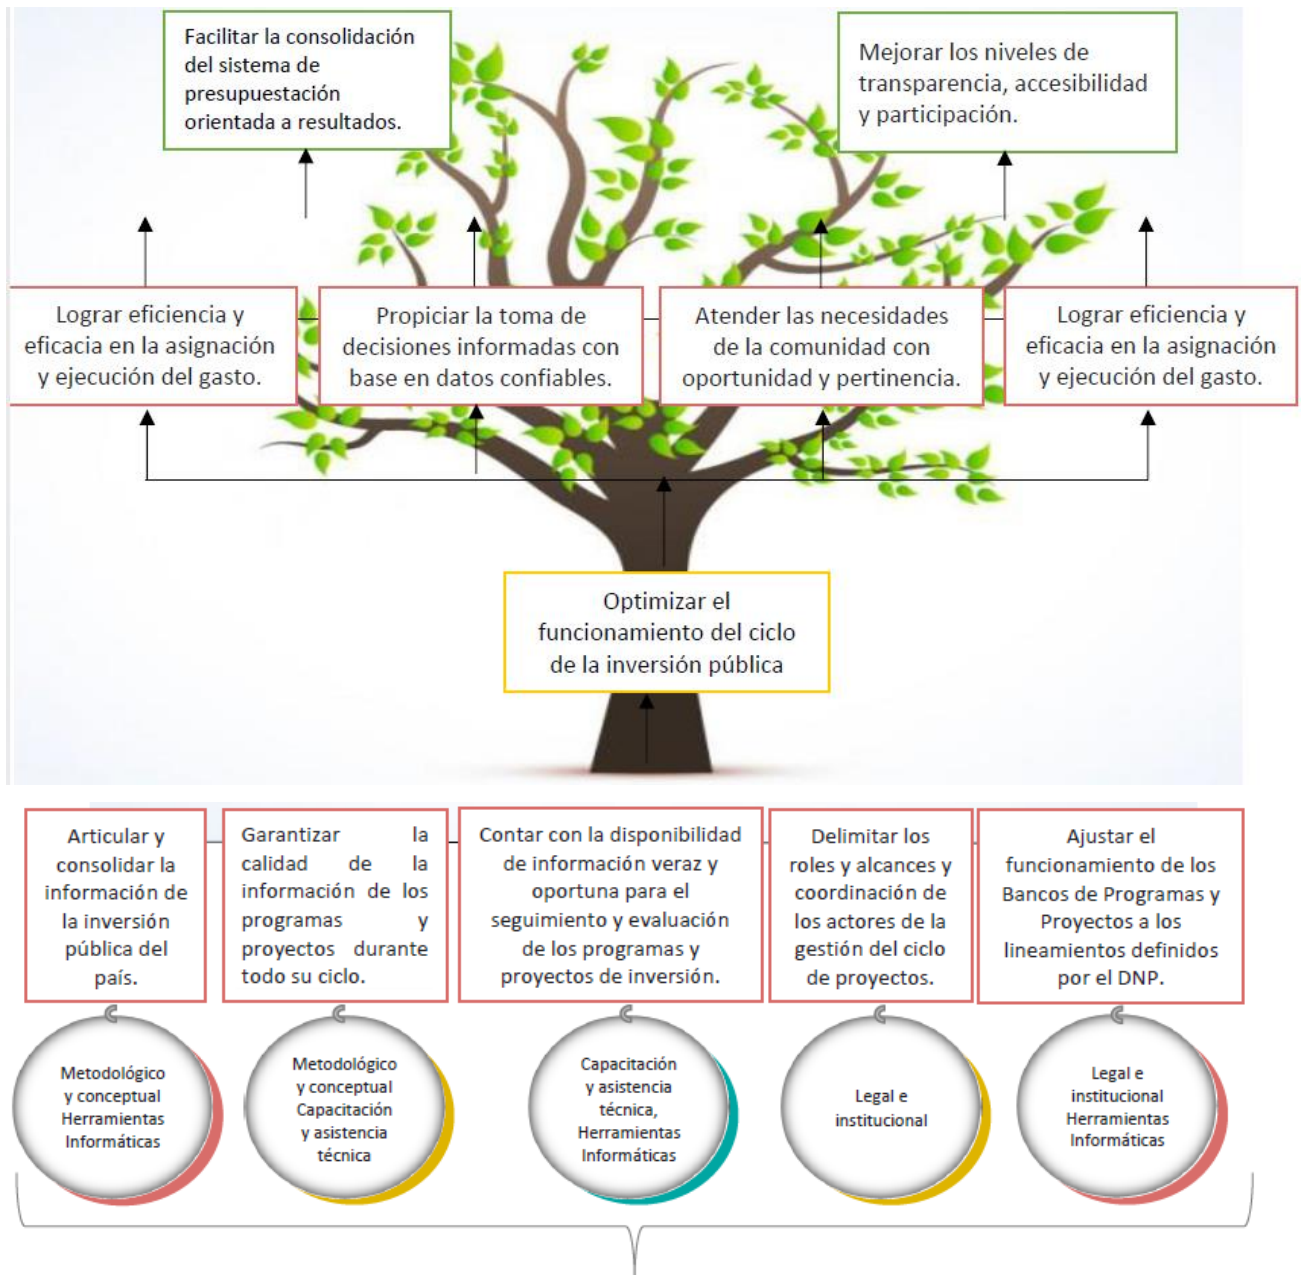 Facilitar la consolidación
del sistema de
presupuestación
orientada a resultados.
Mejorar los niveles de
transparencia, accesibilidad
y participación.
Lograr eficiencia y
eficacia en la asignación
y ejecución del gasto.
Propiciar la toma de
decisiones informadas con
base en datos confiables.
Atender las necesidades
de la comunidad con
oportunidad y pertinencia.
Lograr eficiencia y
eficacia en la asignación
y ejecución del gasto.
Optimizar el
funcionamiento del ciclo
de la inversión pública
Articular y
consolidar la
información de
la inversión
pública del
país.
Garantizar la
calidad de la
información de los
programas y
proyectos durante
todo su ciclo.
Contar con la disponibilidad
de información veraz y
oportuna para el
seguimiento y evaluación
de los programas y
proyectos de inversión.
Delimitar los
roles y alcances y
coordinación de
los actores de la
gestión del ciclo
de proyectos.
Ajustar el
funcionamiento de los
Bancos de Programas y
Proyectos a los
lineamientos definidos
por el DNP.
Metodológico
y conceptual
Herramientas
Informáticas
Metodológico
y conceptual
Capacitación
y asistencia
técnica
Capacitación
y asistencia
técnica,
Herramientas
Informáticas
Legal e
institucional
Legal e
institucional
Herramientas
Informáticas